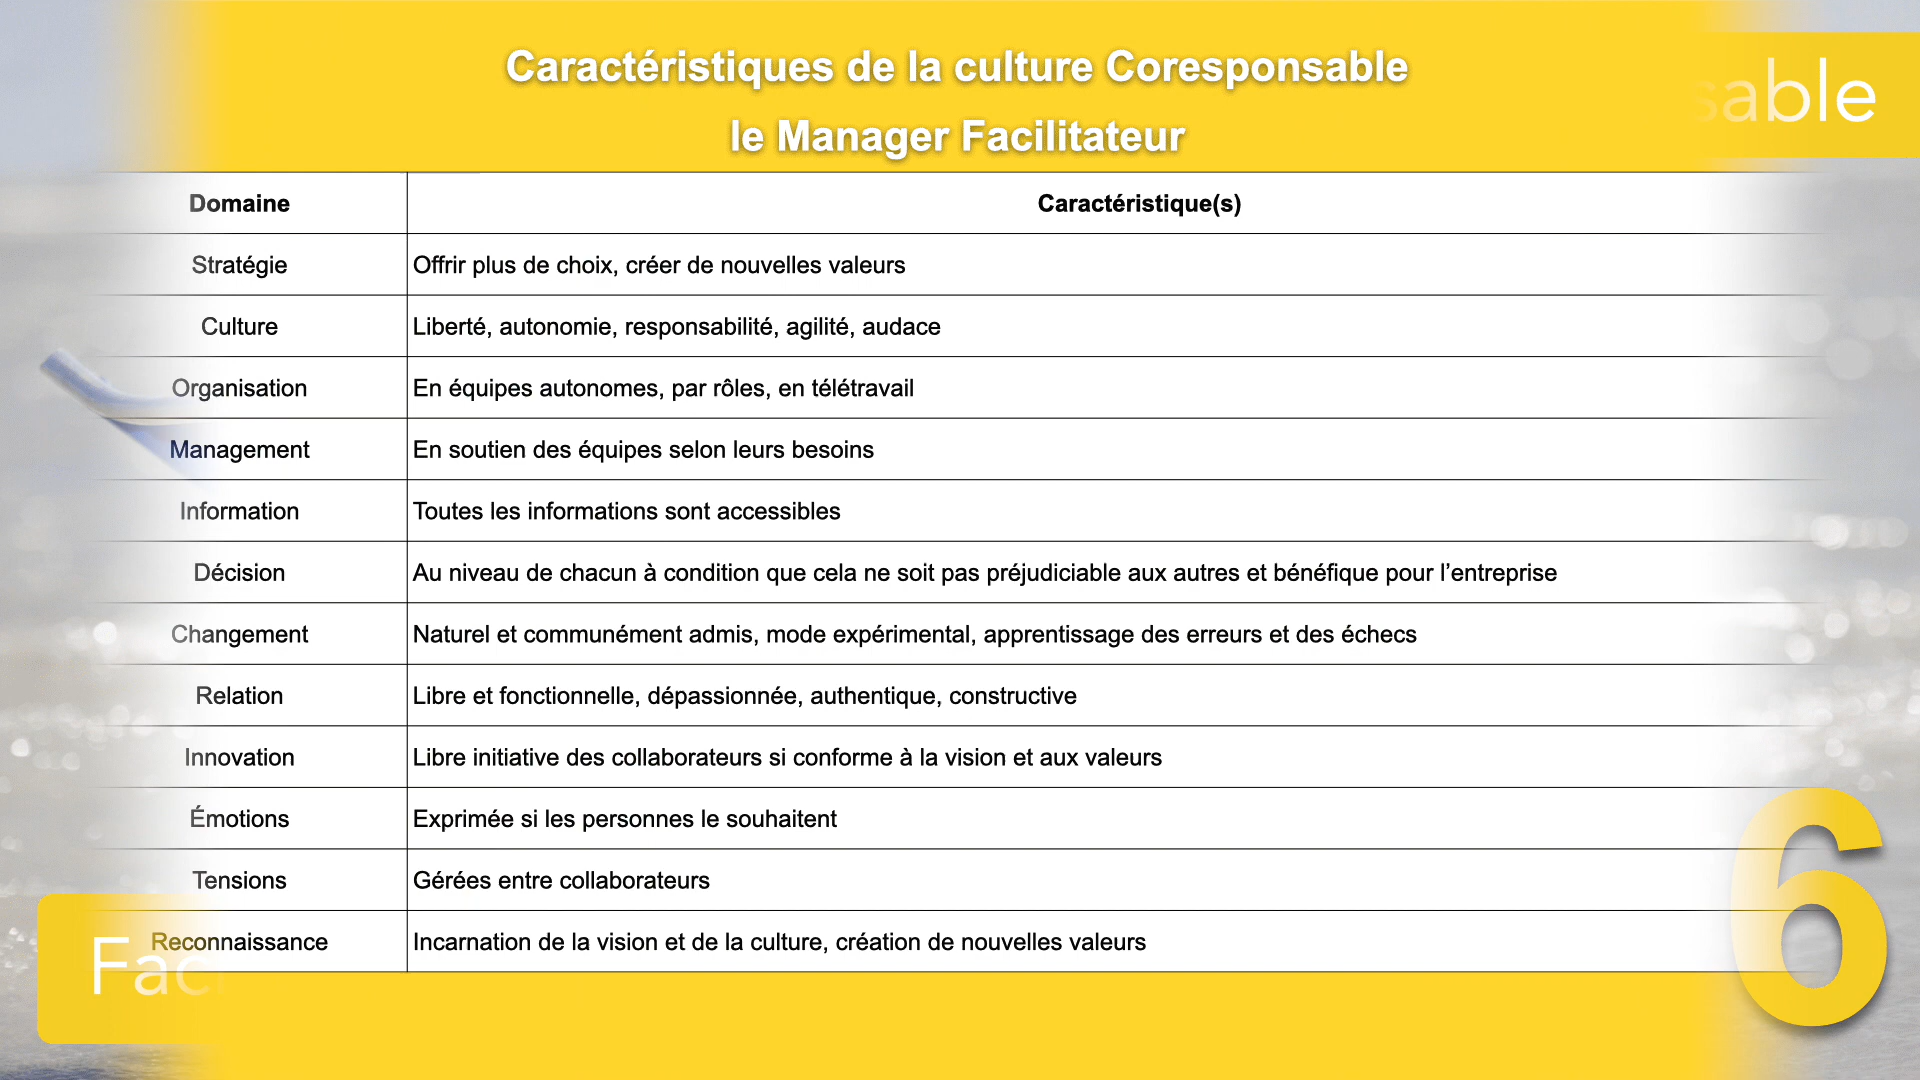 Caractéristiques de la culture Coresponsable
le Manager Facilitateur
sable
Domaine Caractéristique(s)
Stratégie Offrir plus de choix, créer de nouvelles valeurs
Culture Liberté, autonomie, responsabilité, agilité, audace
Organisation En équipes autonomes, par rôles, en télétravail
Management En soutien des équipes selon leurs besoins
Information Toutes les informations sont accessibles
Décision Au niveau de chacun à condition que cela ne soit pas préjudiciable aux autres et bénéfique pour l’entreprise
Changement Naturel et communément admis, mode expérimental, apprentissage des erreurs et des échecs
Relation Libre et fonctionnelle, dépassionnée, authentique, constructive
Innovation Libre initiative des collaborateurs si conforme à la vision et aux valeurs
Émotions Exprimée si les personnes le souhaitent
Tensions Gérées entre collaborateurs
Reconnaissance Incarnation de la vision et de la culture, création de nouvelles valeurs
Fac
6